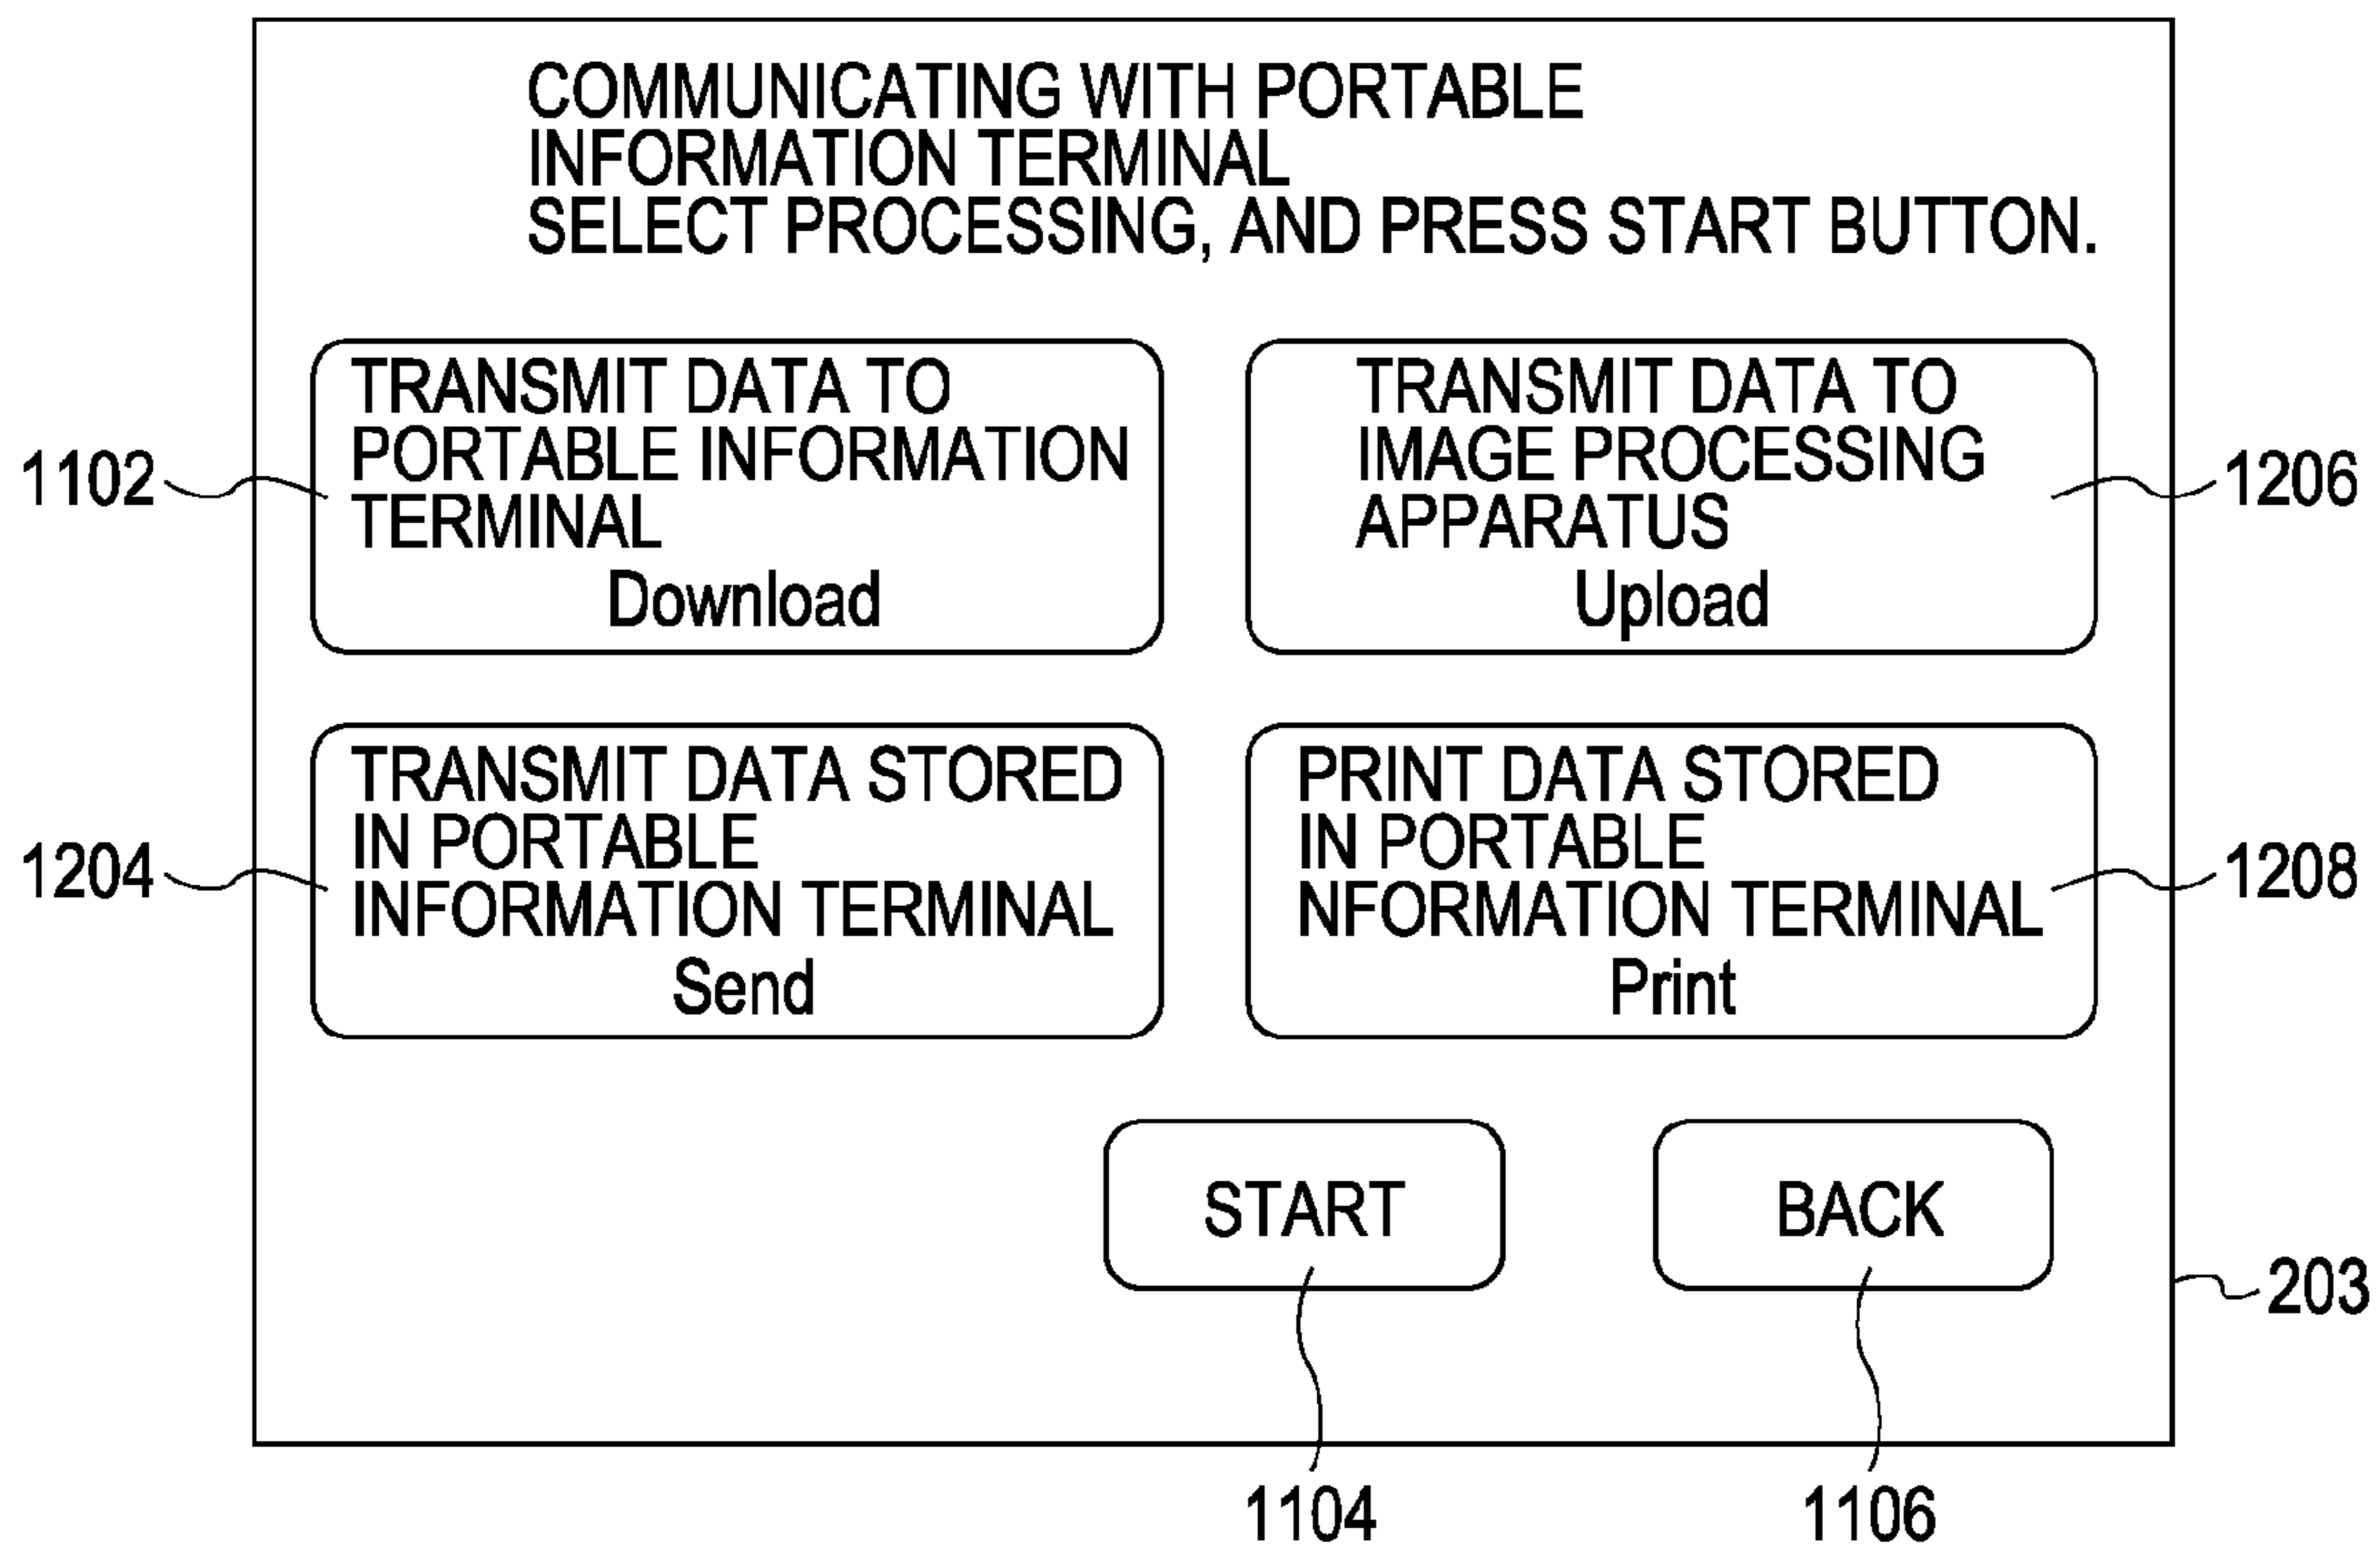 COMMUNICATING WITH PORTABLE
INFORMATION TERMINAL
SELECT PROCESSING, AND PRESS START BUTTON.
TRANSMIT DATA TO
PORTABLE INFORMATION
TERMINAL
Download
1102
TRANSMIT DATA TO
IMAGE PROCESSING
APPARATUS
Upload
1206
TRANSMIT DATA STORED
IN PORTABLE
INFORMATION TERMINAL
Send
1204
PRINT DATA STORED
IN PORTABLE
NFORMATION TERMINAL
Print
1208
START
BACK
203
1104
1106